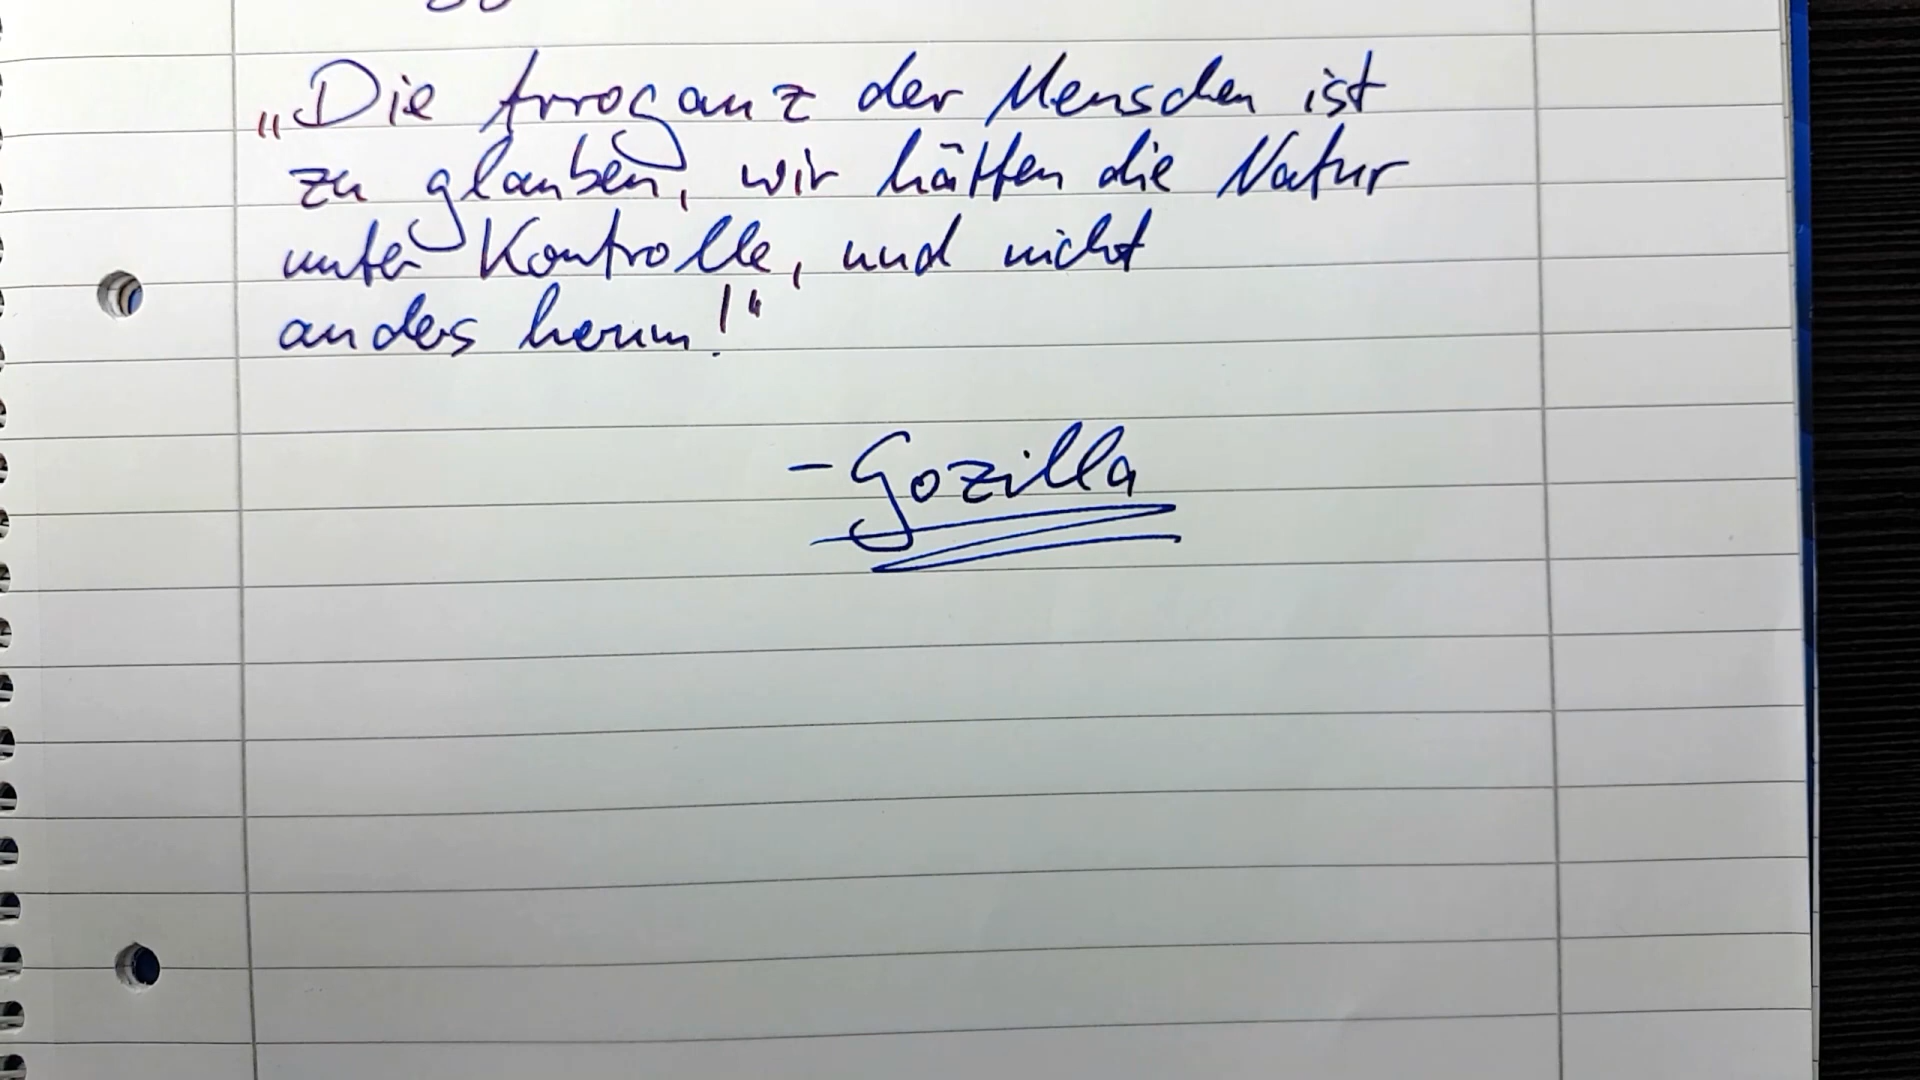 „Die Arroganz der Menschen ist
zu glauben, wir hätten die Natur
unter Kontrolle, und nicht
anders herum!“
- Gozilla